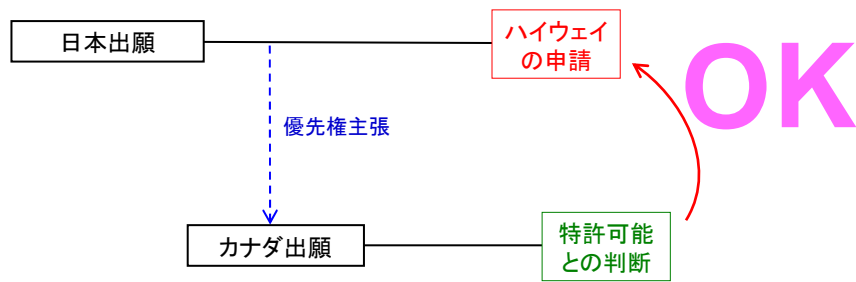 日本出願
ハイウェイ
の申請
OK
優先権主張
カナダ出願
特許可能
との判断